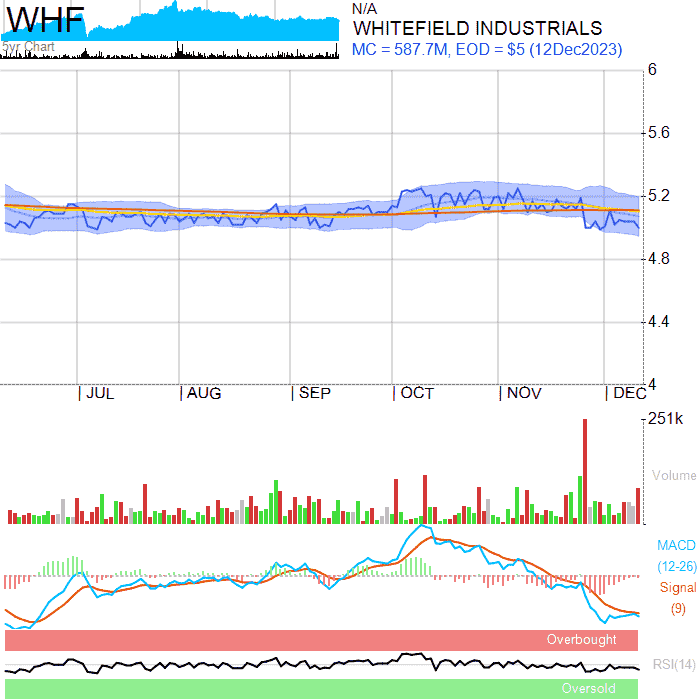 WHF
5yr Chart
N/A
WHITEFIELD INDUSTRIALS
MC = 587.7M, EOD = $5 (12Dec2023)
6
5.6
5.2
4.8
4.4
4
JUL AUG SEP OCT NOV DEC
251k
Volume
MACD
(12-26)
Signal
(9)
Overbought
RSI(14)
Oversold